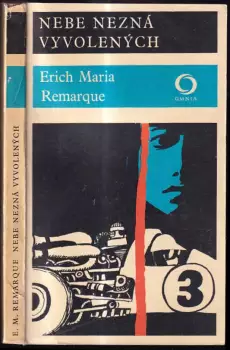 NEBE NEZNÁ
VYVOLENÝCH
Erich Maria
Remarque
OMNIA
3
E. M. REMARQUE NEBE NEZNÁ VYVOLENÝCH